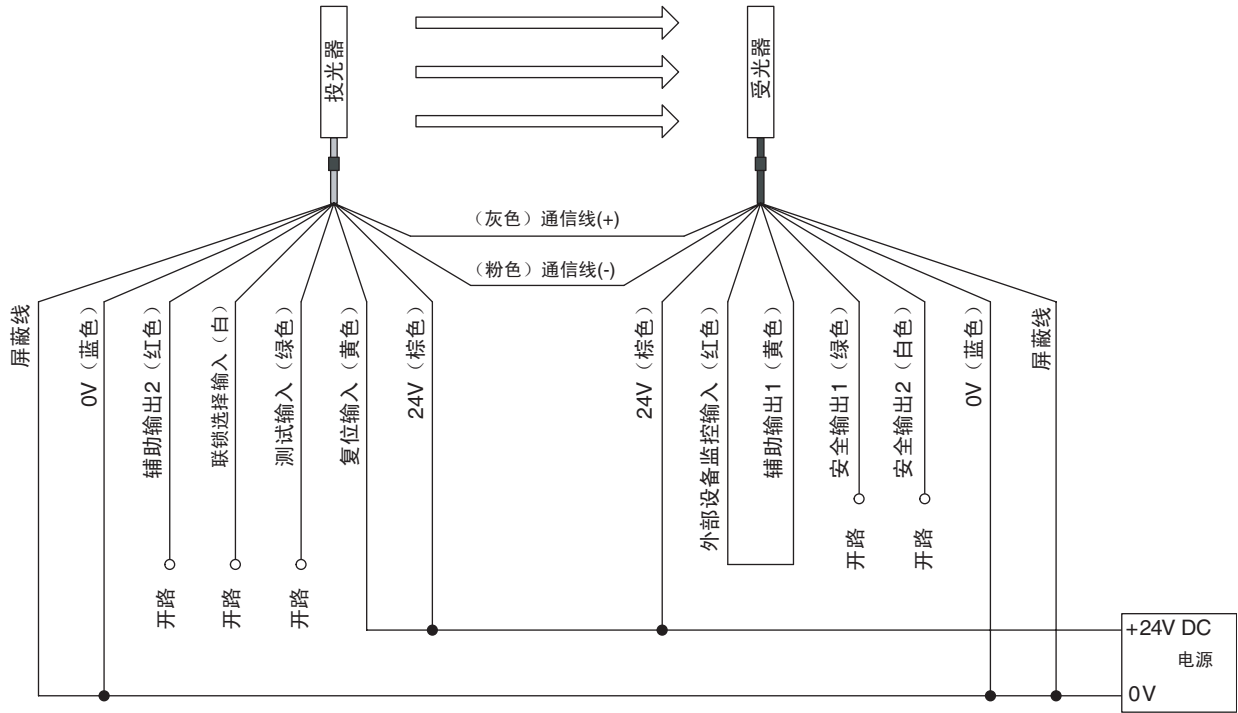 投光器
受光器
（灰色）通信线(+)
（粉色）通信线(-)
屏蔽线
0V（蓝色）
辅助输出2（红色）
联锁选择输入（白）
测试输入（绿色）
复位输入（黄色）
24V（棕色）
24V（棕色）
外部设备监控输入（红色）
辅助输出1（黄色）
安全输出1（绿色）
安全输出2（白色）
0V（蓝色）
屏蔽线
开路
开路
开路
开路
开路
+24V DC
电源
0V